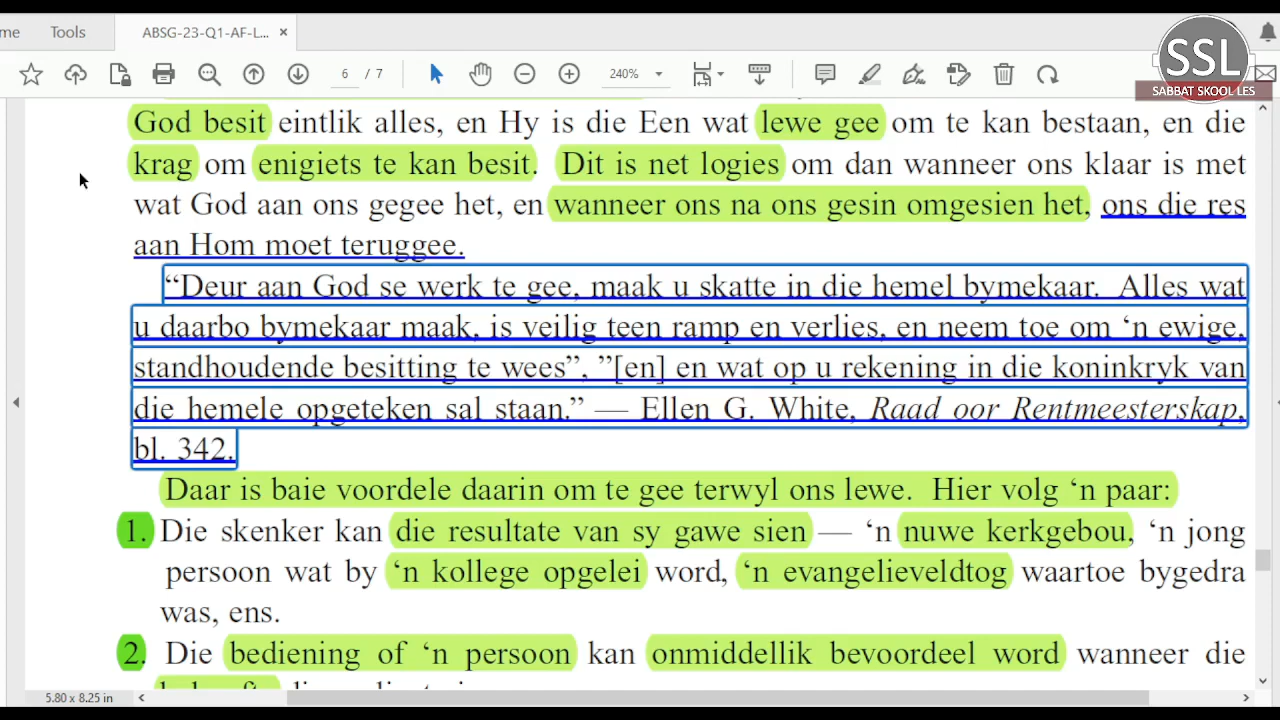 me
Tools
ABSG-23-Q1-AF-L...
×
6 / 7
240%
SSL
SABBAT SKOOL LES
God besit eintlik alles, en Hy is die Een wat lewe gee om te kan bestaan, en die
krag om enigiets te kan besit. Dit is net logies om dan wanneer ons klaar is met
wat God aan ons gegee het, en wanneer ons na ons gesin omgesien het, ons die res
aan Hom moet teruggee.
“Deur aan God se werk te gee, maak u skatte in die hemel bymekaar. Alles wat
u daarbo bymekaar maak, is veilig teen ramp en verlies, en neem toe om ‘n ewige,
standhoudende besitting te wees”, ”[en] en wat op u rekening in die koninkryk van
die hemele opgeteken sal staan.” — Ellen G. White, Raad oor Rentmeesterskap,
bl. 342.
Daar is baie voordele daarin om te gee terwyl ons lewe. Hier volg ‘n paar:
1. Die skenker kan die resultate van sy gawe sien — ‘n nuwe kerkgebou, ‘n jong
persoon wat by ‘n kollege opgelei word, ‘n evangelieveldtog waartoe bygedra
was, ens.
2. Die bediening of ‘n persoon kan onmiddellik bevoordeel word wanneer die
5.80 x 8.25 in